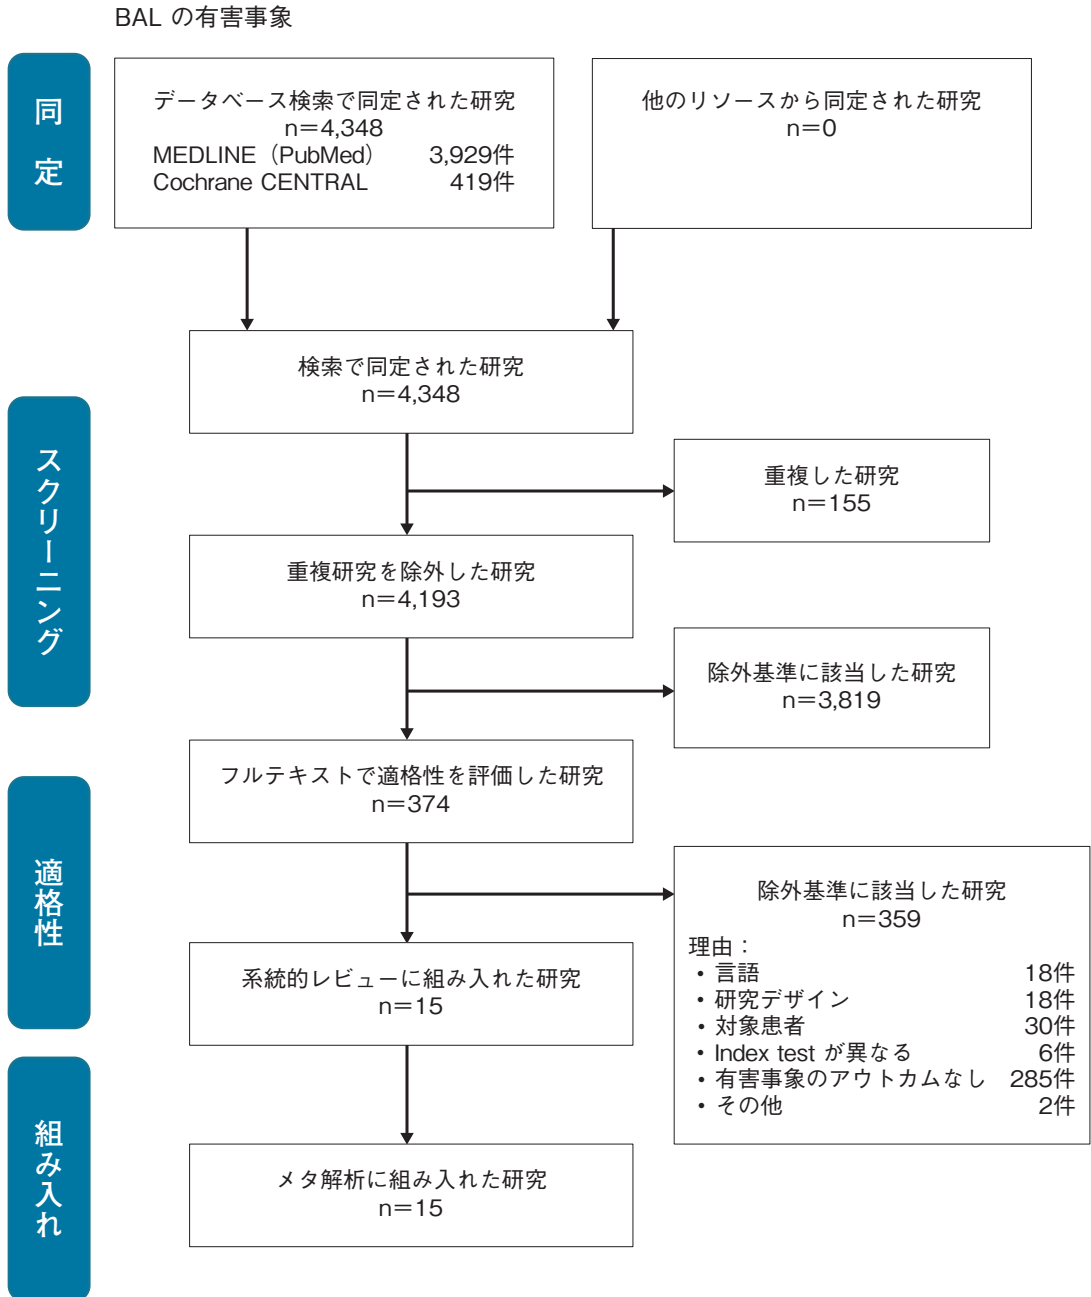 BAL の有害事象
同定
データベース検索で同定された研究
n＝4,348
MEDLINE（PubMed） 3,929件
Cochrane CENTRAL 419件
他のリソースから同定された研究
n＝0
スクリーニング
検索で同定された研究
n＝4,348
重複した研究
n＝155
重複研究を除外した研究
n＝4,193
除外基準に該当した研究
n＝3,819
適格性
フルテキストで適格性を評価した研究
n＝374
除外基準に該当した研究
n＝359
理由：
・言語 18件
・研究デザイン 18件
・対象患者 30件
・Index test が異なる 6件
・有害事象のアウトカムなし 285件
・その他 2件
系統的レビューに組み入れた研究
n＝15
組み入れ
メタ解析に組み入れた研究
n＝15